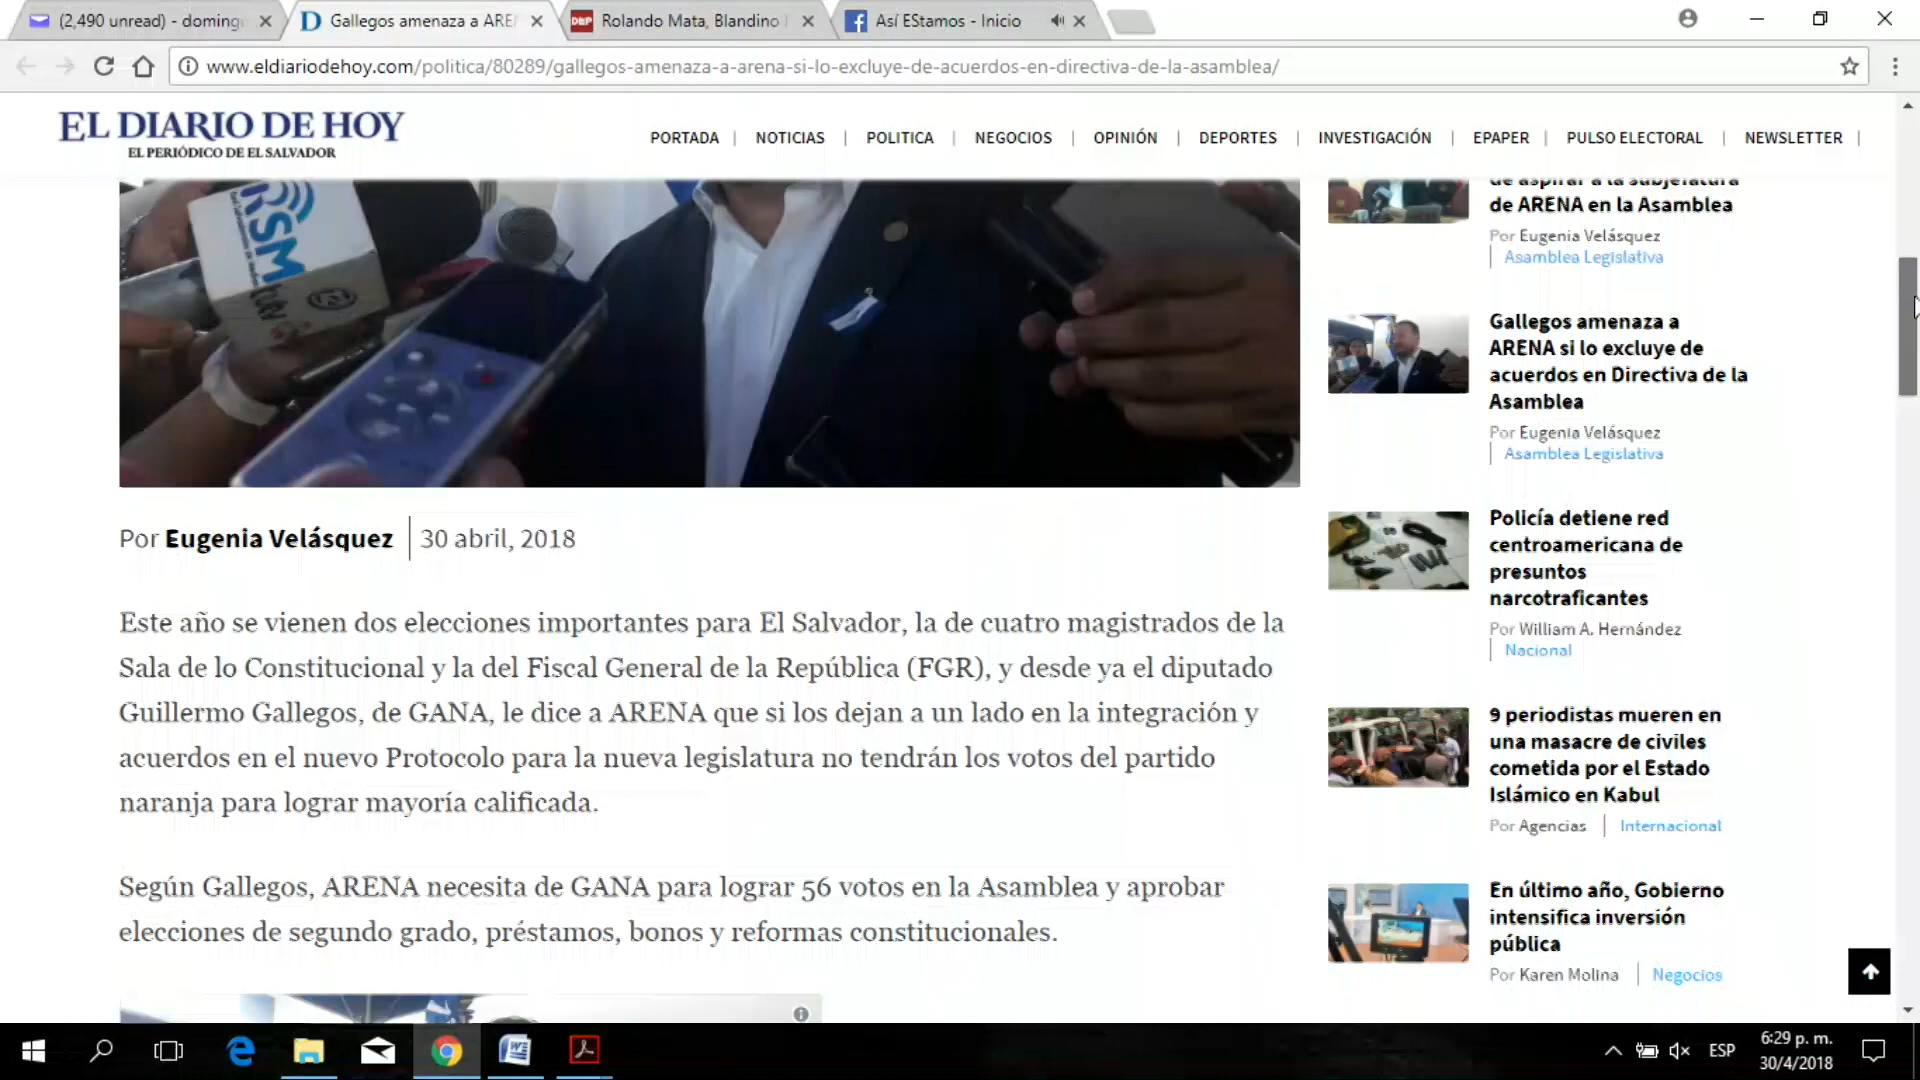 (2,490 unread) - doming
Gallegos amenaza a ARE
Rolando Mata, Blandino
Así EStamos - Inicio
www.eldiariodehoy.com/politica/80289/gallegos-amenaza-a-arena-si-lo-excluye-de-acuerdos-en-directiva-de-la-asamblea/
EL DIARIO DE HOY
EL PERIÓDICO DE EL SALVADOR
PORTADA | NOTICIAS | POLITICA | NEGOCIOS | OPINIÓN | DEPORTES | INVESTIGACIÓN | EPAPER | PULSO ELECTORAL | NEWSLETTER |
RSM
Por Eugenia Velásquez | 30 abril, 2018
Este año se vienen dos elecciones importantes para El Salvador, la de cuatro magistrados de la
Sala de lo Constitucional y la del Fiscal General de la República (FGR), y desde ya el diputado
Guillermo Gallegos, de GANA, le dice a ARENA que si los dejan a un lado en la integración y
acuerdos en el nuevo Protocolo para la nueva legislatura no tendrán los votos del partido
naranja para lograr mayoría calificada.
Según Gallegos, ARENA necesita de GANA para lograr 56 votos en la Asamblea y aprobar
elecciones de segundo grado, préstamos, bonos y reformas constitucionales.
de aspirar a la subjefatura
de ARENA en la Asamblea
Por Eugenia Velásquez
| Asamblea Legislativa
Gallegos amenaza a
ARENA si lo excluye de
acuerdos en Directiva de la
Asamblea
Por Eugenia Velásquez
| Asamblea Legislativa
Policía detiene red
centroamericana de
presuntos
narcotraficantes
Por William A. Hernández
| Nacional
9 periodistas mueren en
una masacre de civiles
cometida por el Estado
Islámico en Kabul
Por Agencias | Internacional
En último año, Gobierno
intensifica inversión
pública
Por Karen Molina | Negocios
ESP
6:29 p. m.
30/4/2018